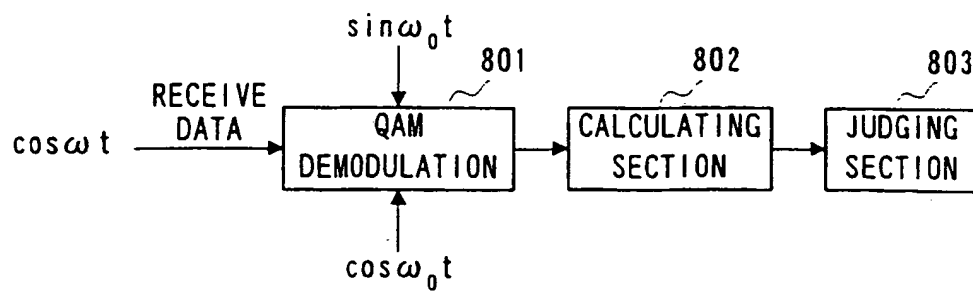 sinω₀t
801
802
803
RECEIVE
DATA
cosωt
QAM
DEMODULATION
CALCULATING
SECTION
JUDGING
SECTION
cosω₀t